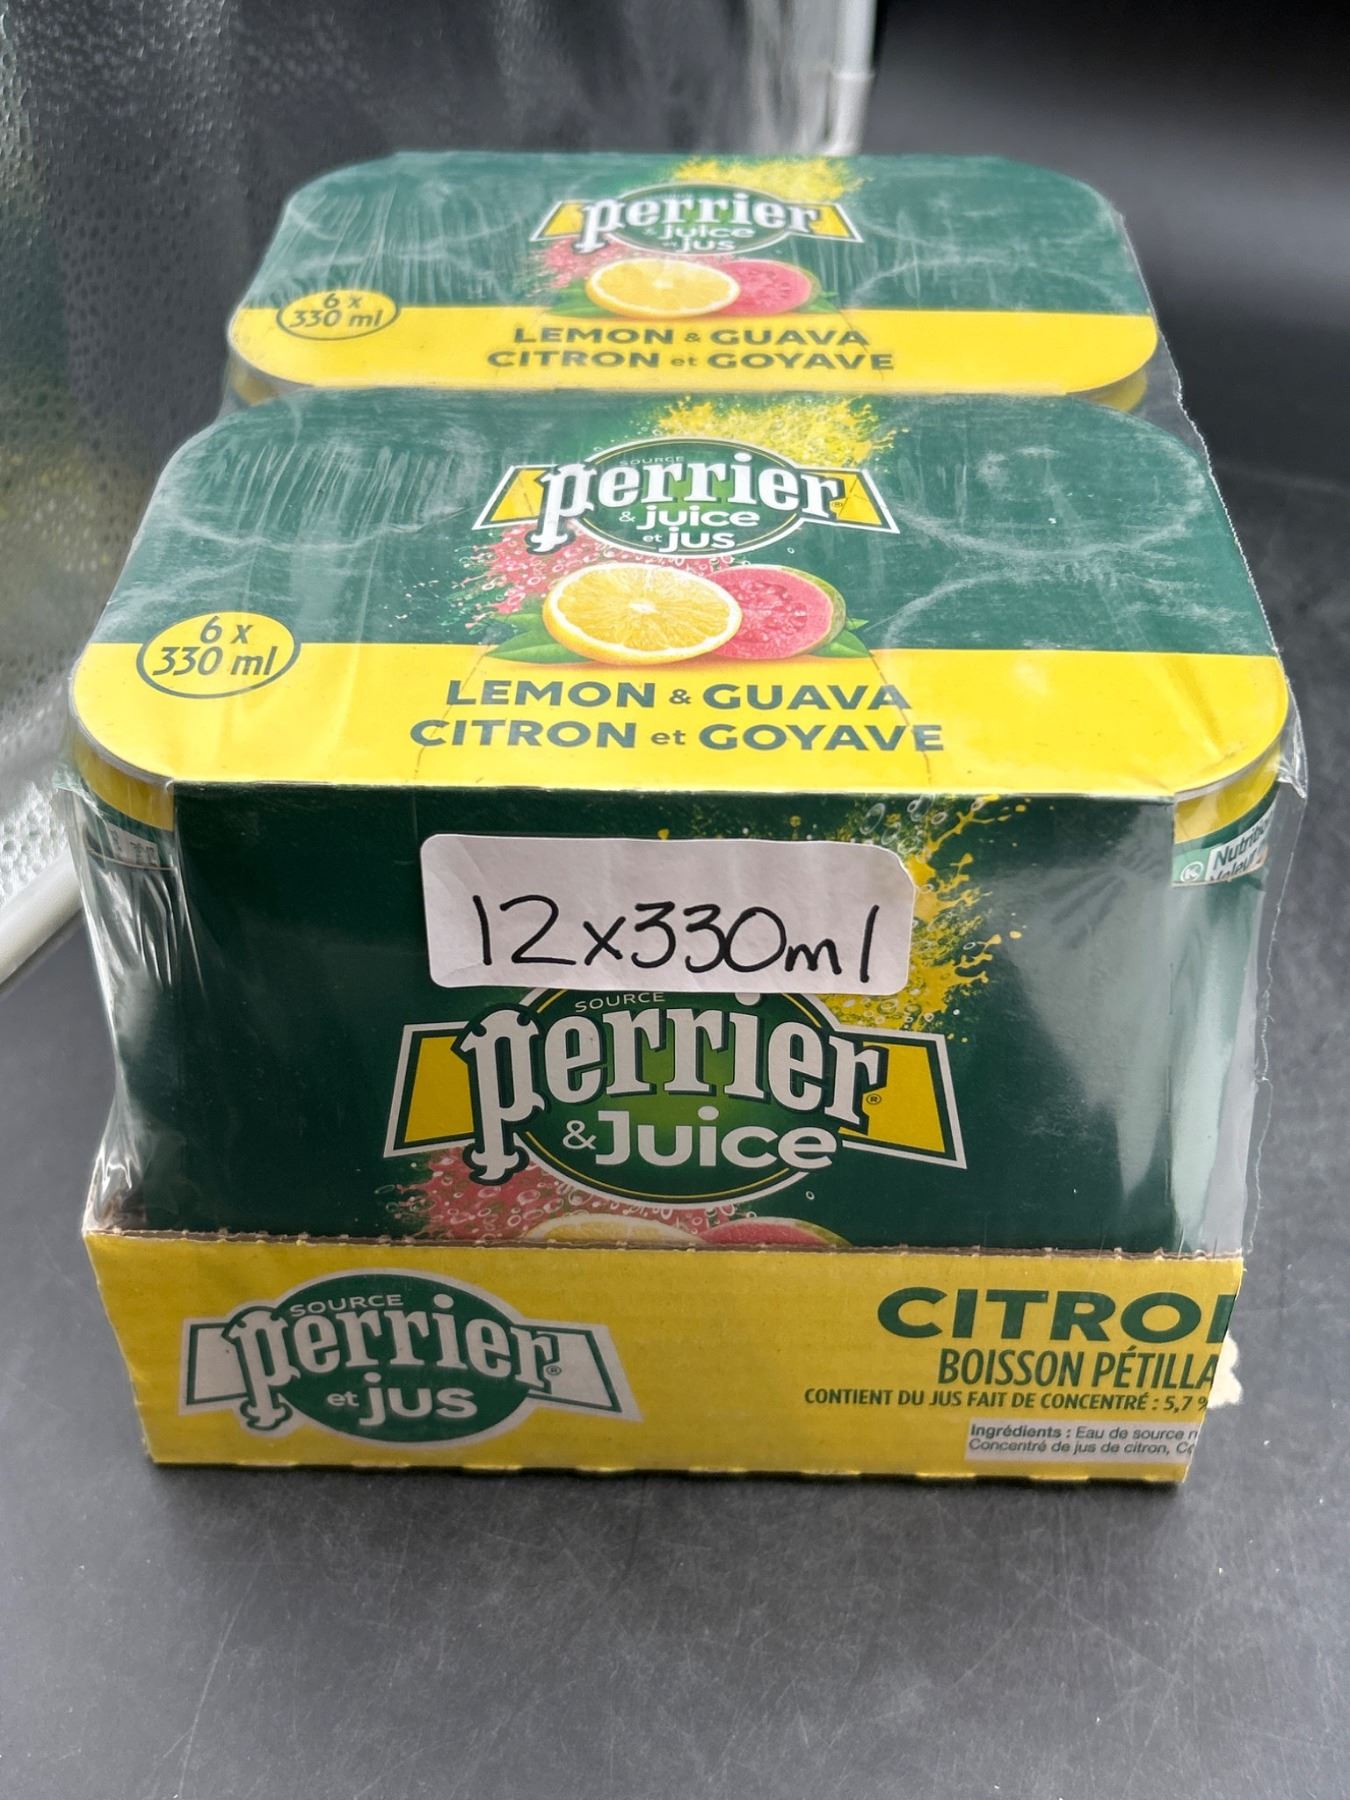 perrier
& juice
et jus
6 x
330 ml
LEMON & GUAVA
CITRON et GOYAVE
SOURCE
perrier
& juice
et jus
6 x
330 ml
LEMON & GUAVA
CITRON et GOYAVE
Nutri
Valeur
12x330ml
SOURCE
perrier
& Juice
SOURCE
perrier
et jus
CITRO
BOISSON PÉTILLA
CONTIENT DU JUS FAIT DE CONCENTRÉ : 5,7 %
Ingrédients : Eau de source
Concentré de jus de citron,